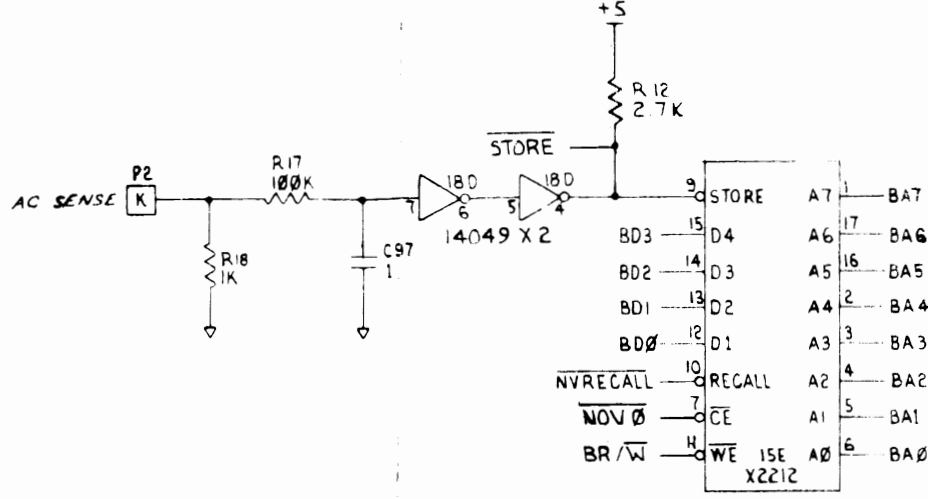 +5
R12
2.7K
STORE
P2
AC SENSE K
R17
100K
18D
18D
7
6
5
4
14049 X 2
R18
1K
C97
9 STORE A7 1 BA7
BD3 15 D4 A6 17 BA6
BD2 14 D3 A5 16 BA5
BD1 13 D2 A4 2 BA4
BDØ 12 D1 A3 3 BA3
NVRECALL 10 RECALL A2 4 BA2
NOVØ 7 CE A1 5 BA1
BR/W WE 15E AØ 6 BAØ
X2212